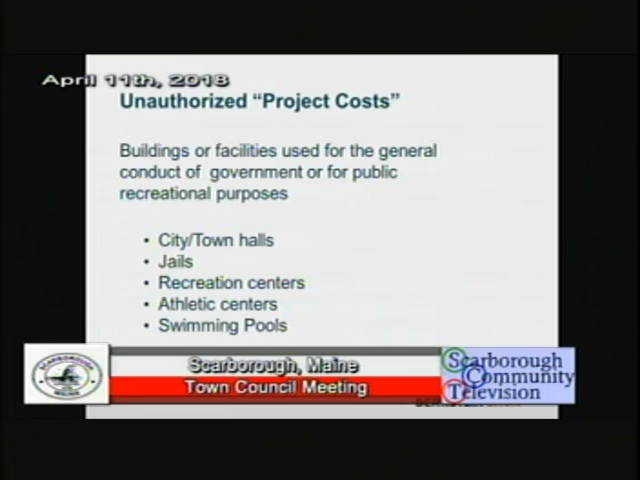 April 11th, 2018
Unauthorized “Project Costs”
Buildings or facilities used for the general
conduct of government or for public
recreational purposes
• City/Town halls
• Jails
• Recreation centers
• Athletic centers
• Swimming Pools
SCARBOROUGH
MAINE
Scarborough, Maine
Town Council Meeting
Scarborough
Community
Television